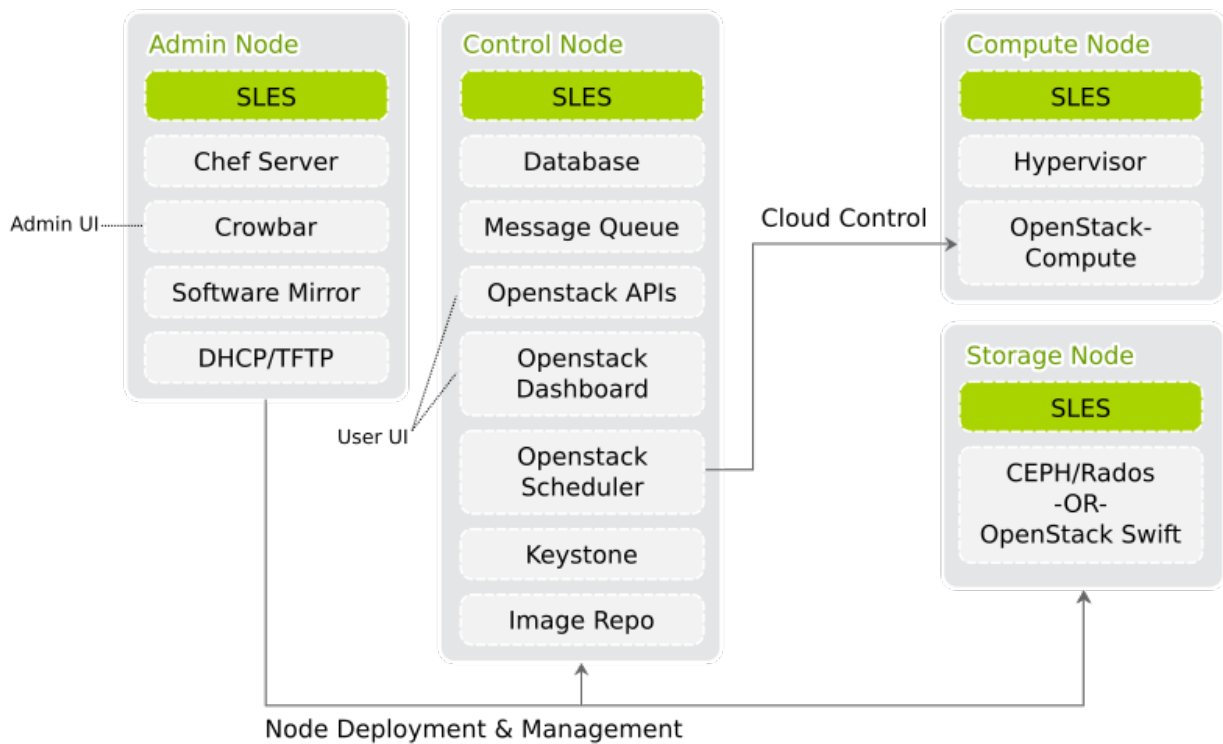 Admin Node
SLES
Chef Server
Admin UI
Crowbar
Software Mirror
DHCP/TFTP
Control Node
SLES
Database
Message Queue
Openstack APIs
Openstack
Dashboard
User UI
Openstack
Scheduler
Keystone
Image Repo
Cloud Control
Compute Node
SLES
Hypervisor
OpenStack-
Compute
Storage Node
SLES
CEPH/Rados
-OR-
OpenStack Swift
Node Deployment & Management